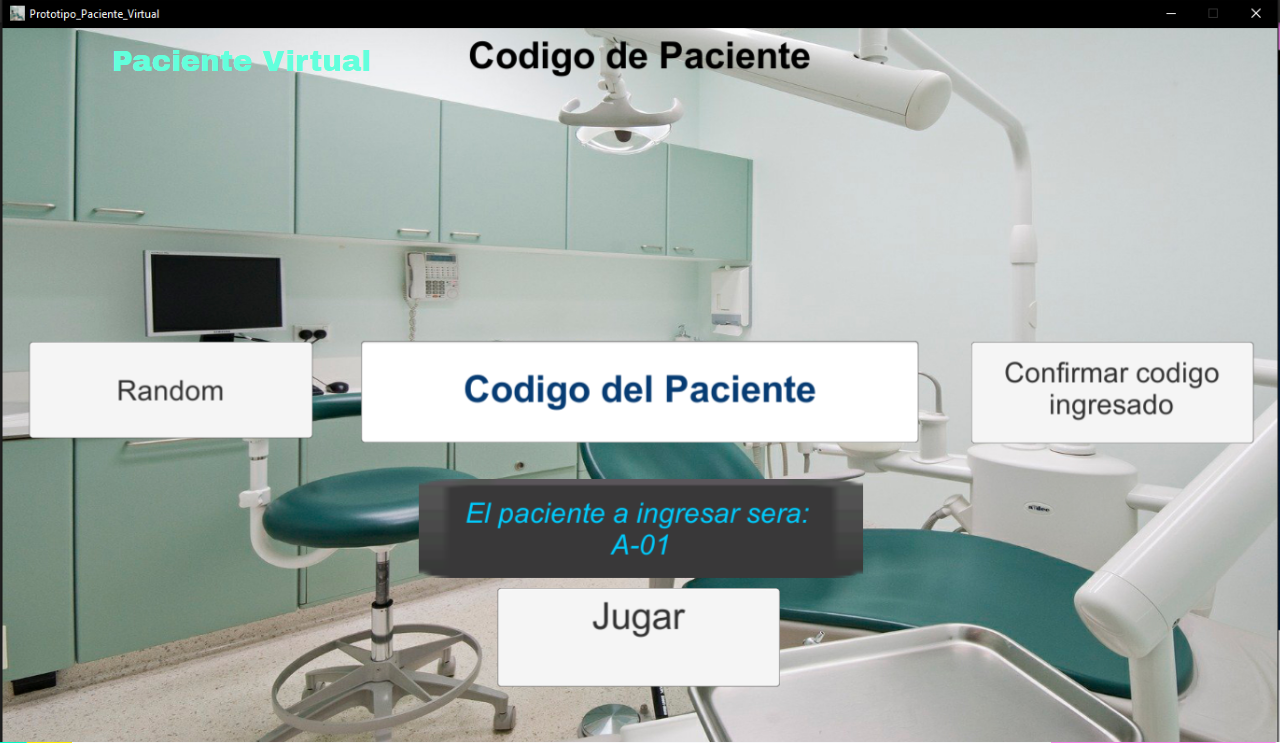 Prototipo_Paciente_Virtual
Paciente Virtual
Codigo de Paciente
Random
Codigo del Paciente
Confirmar codigo
ingresado
El paciente a ingresar sera:
A-01
Jugar